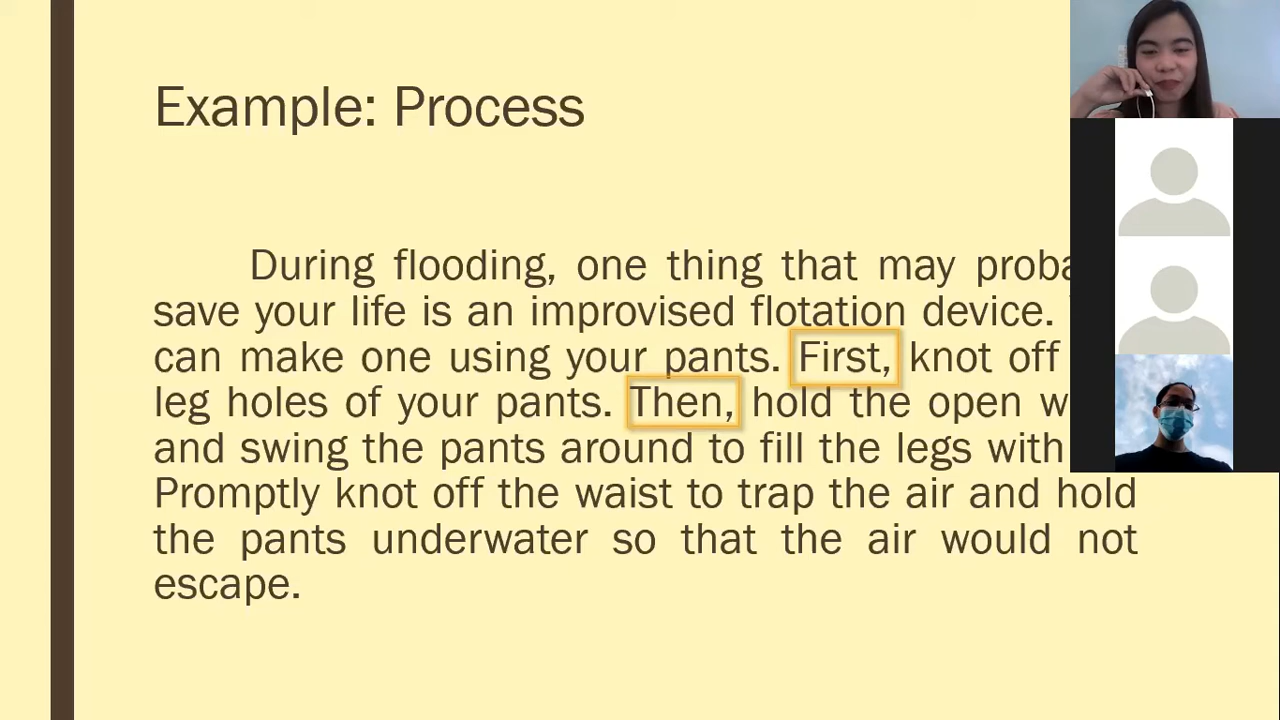 Example: Process
During flooding, one thing that may
save your life is an improvised flotation device.
can make one using your pants. First, knot off
leg holes of your pants. Then, hold the open
and swing the pants around to fill the legs with
Promptly knot off the waist to trap the air and hold
the pants underwater so that the air would not
escape.